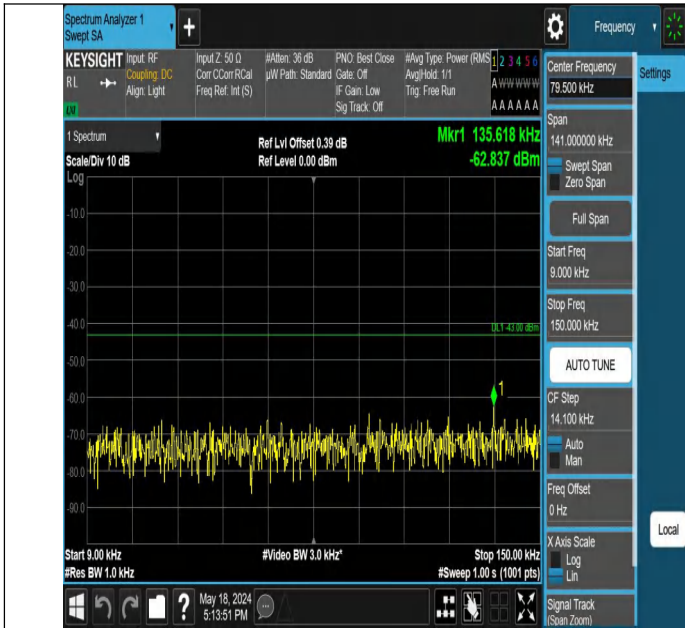 Spectrum Analyzer 1
Swept SA
+
Frequency
KEYSIGHT
RL
Input: RF
Coupling: DC
Align: Light
Input Z: 50 Ω
Corr CCorr RCal
Freq Ref: Int (S)
#Atten: 36 dB
µW Path: Standard
PNO: Best Close
Gate: Off
IF Gain: Low
Sig Track: Off
#Avg Type: Power (RMS
Avg|Hold: 1/1
Trig: Free Run
1 2 3 4 5 6
A W W W W W
A A A A A A
1 Spectrum
Scale/Div 10 dB
Log
Ref Lvl Offset 0.39 dB
Ref Level 0.00 dBm
Mkr1 135.618 kHz
-62.837 dBm
-10.0
-20.0
-30.0
-40.0
DL1 -43.00 dBm
-50.0
-60.0
1
-70.0
-80.0
-90.0
Start 9.00 kHz
#Video BW 3.0 kHz*
Stop 150.00 kHz
#Res BW 1.0 kHz
#Sweep 1.00 s (1001 pts)
?
May 18, 2024
5:13:51 PM
Center Frequency
79.500 kHz
Settings
Span
141.000000 kHz
Swept Span
Zero Span
Full Span
Start Freq
9.000 kHz
Stop Freq
150.000 kHz
AUTO TUNE
CF Step
14.100 kHz
Auto
Man
Freq Offset
0 Hz
X Axis Scale
Log
Lin
Local
Signal Track
(Span Zoom)